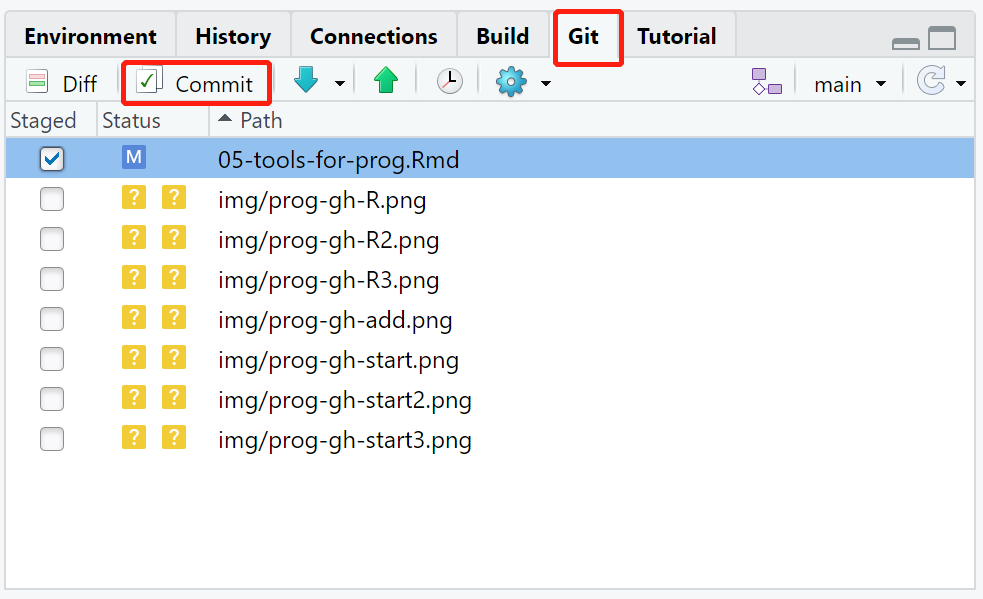 Environment History Connections Build Git Tutorial
Diff Commit main
Staged Status Path
M 05-tools-for-prog.Rmd
? ? img/prog-gh-R.png
? ? img/prog-gh-R2.png
? ? img/prog-gh-R3.png
? ? img/prog-gh-add.png
? ? img/prog-gh-start.png
? ? img/prog-gh-start2.png
? ? img/prog-gh-start3.png